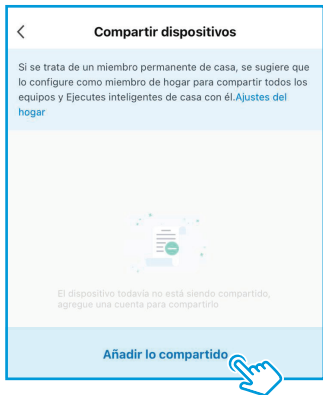 Compartir dispositivos
Si se trata de un miembro permanente de casa, se sugiere que
lo configure como miembro de hogar para compartir todos los
equipos y Ejecutes inteligentes de casa con él.Ajustes del
hogar
El dispositivo todavía no está siendo compartido,
agregue una cuenta para compartirlo
Añadir lo compartido